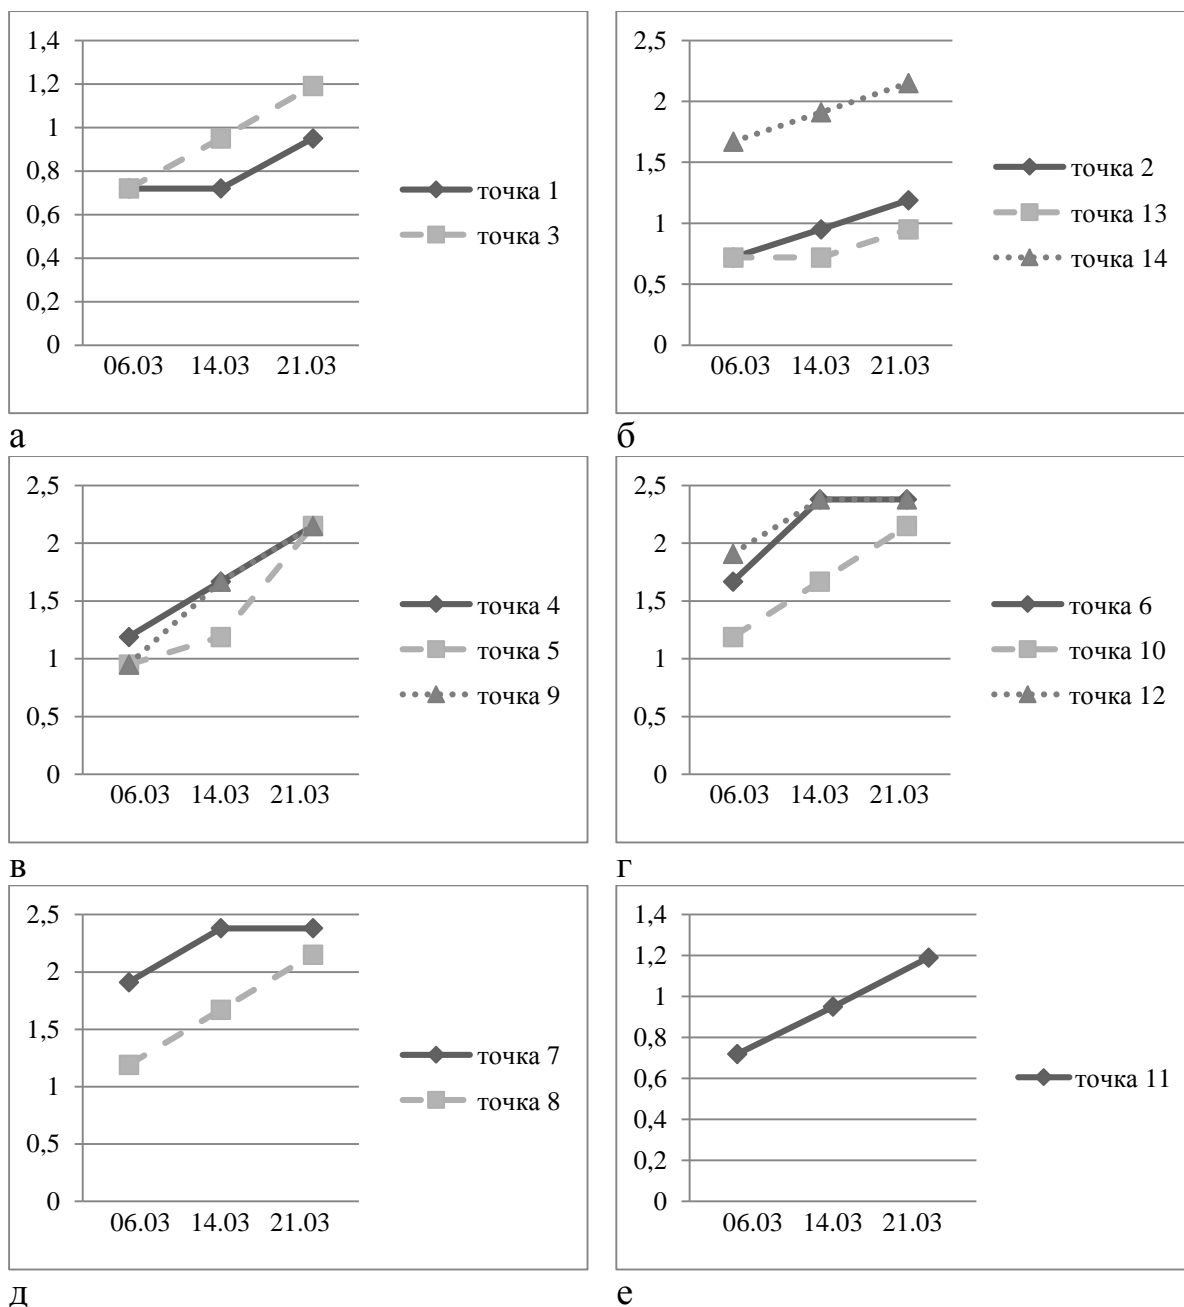 1,4
1,2
1
0,8
0,6
0,4
0,2
0
06.03 14.03 21.03
точка 1
точка 3
а
2,5
2
1,5
1
0,5
0
06.03 14.03 21.03
точка 2
точка 13
точка 14
б
2,5
2
1,5
1
0,5
0
06.03 14.03 21.03
точка 4
точка 5
точка 9
в
2,5
2
1,5
1
0,5
0
06.03 14.03 21.03
точка 6
точка 10
точка 12
г
2,5
2
1,5
1
0,5
0
06.03 14.03 21.03
точка 7
точка 8
д
1,4
1,2
1
0,8
0,6
0,4
0,2
0
06.03 14.03 21.03
точка 11
е